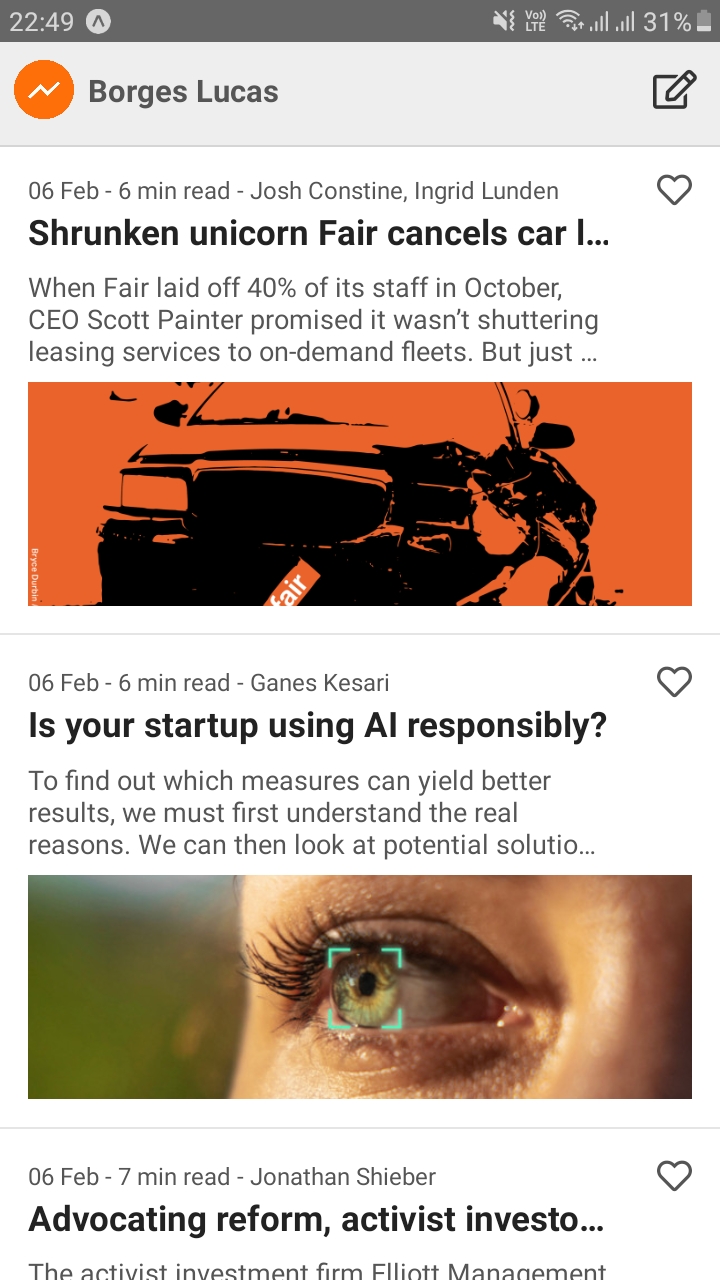 22:49
Vo)) LTE 31%
Borges Lucas
06 Feb - 6 min read - Josh Constine, Ingrid Lunden
Shrunken unicorn Fair cancels car l…
When Fair laid off 40% of its staff in October,
CEO Scott Painter promised it wasn’t shuttering
leasing services to on-demand fleets. But just …
Bryce Durbin /
fair
06 Feb - 6 min read - Ganes Kesari
Is your startup using AI responsibly?
To find out which measures can yield better
results, we must first understand the real
reasons. We can then look at potential solutio…
06 Feb - 7 min read - Jonathan Shieber
Advocating reform, activist investo…
The activist investment firm Elliott Management